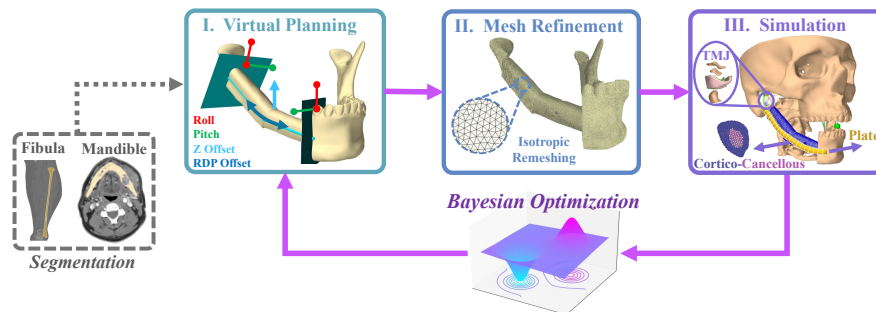 I. Virtual Planning
Roll
Pitch
Z Offset
RDP Offset
II. Mesh Refinement
Isotropic
Remeshing
III. Simulation
TMJ
Plate
Cortico-Cancellous
Fibula
Mandible
Segmentation
Bayesian Optimization